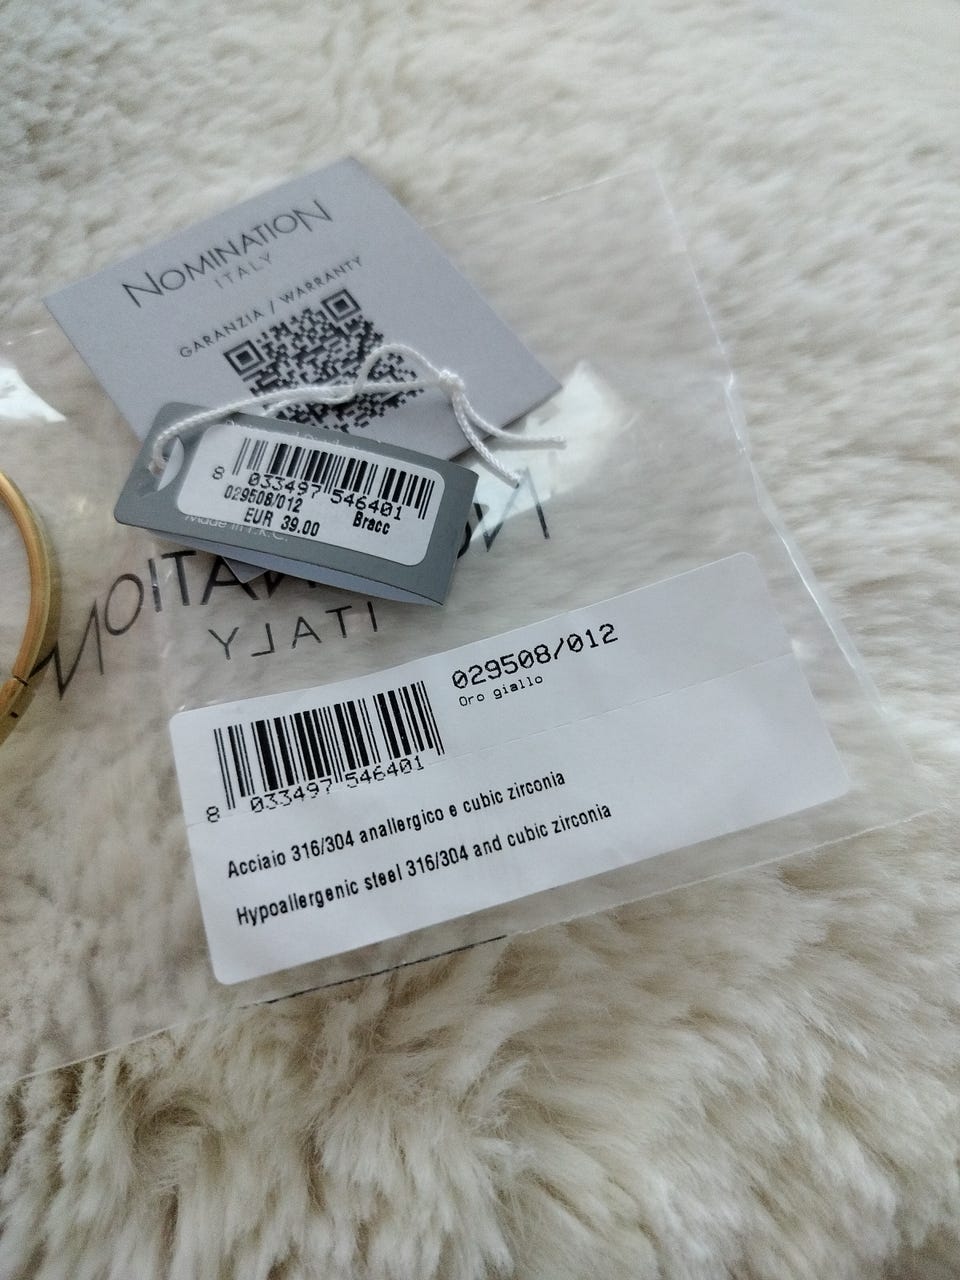 NOMINATION
ITALY
GARANZIA / WARRANTY
8 033497 546401
029508/012
EUR 39.00 Bracc
Made in P.R.C.
ITALY
029508/012
Oro giallo
8 033497 546401
Acciaio 316/304 anallergico e cubic zirconia
Hypoallergenic steel 316/304 and cubic zirconia